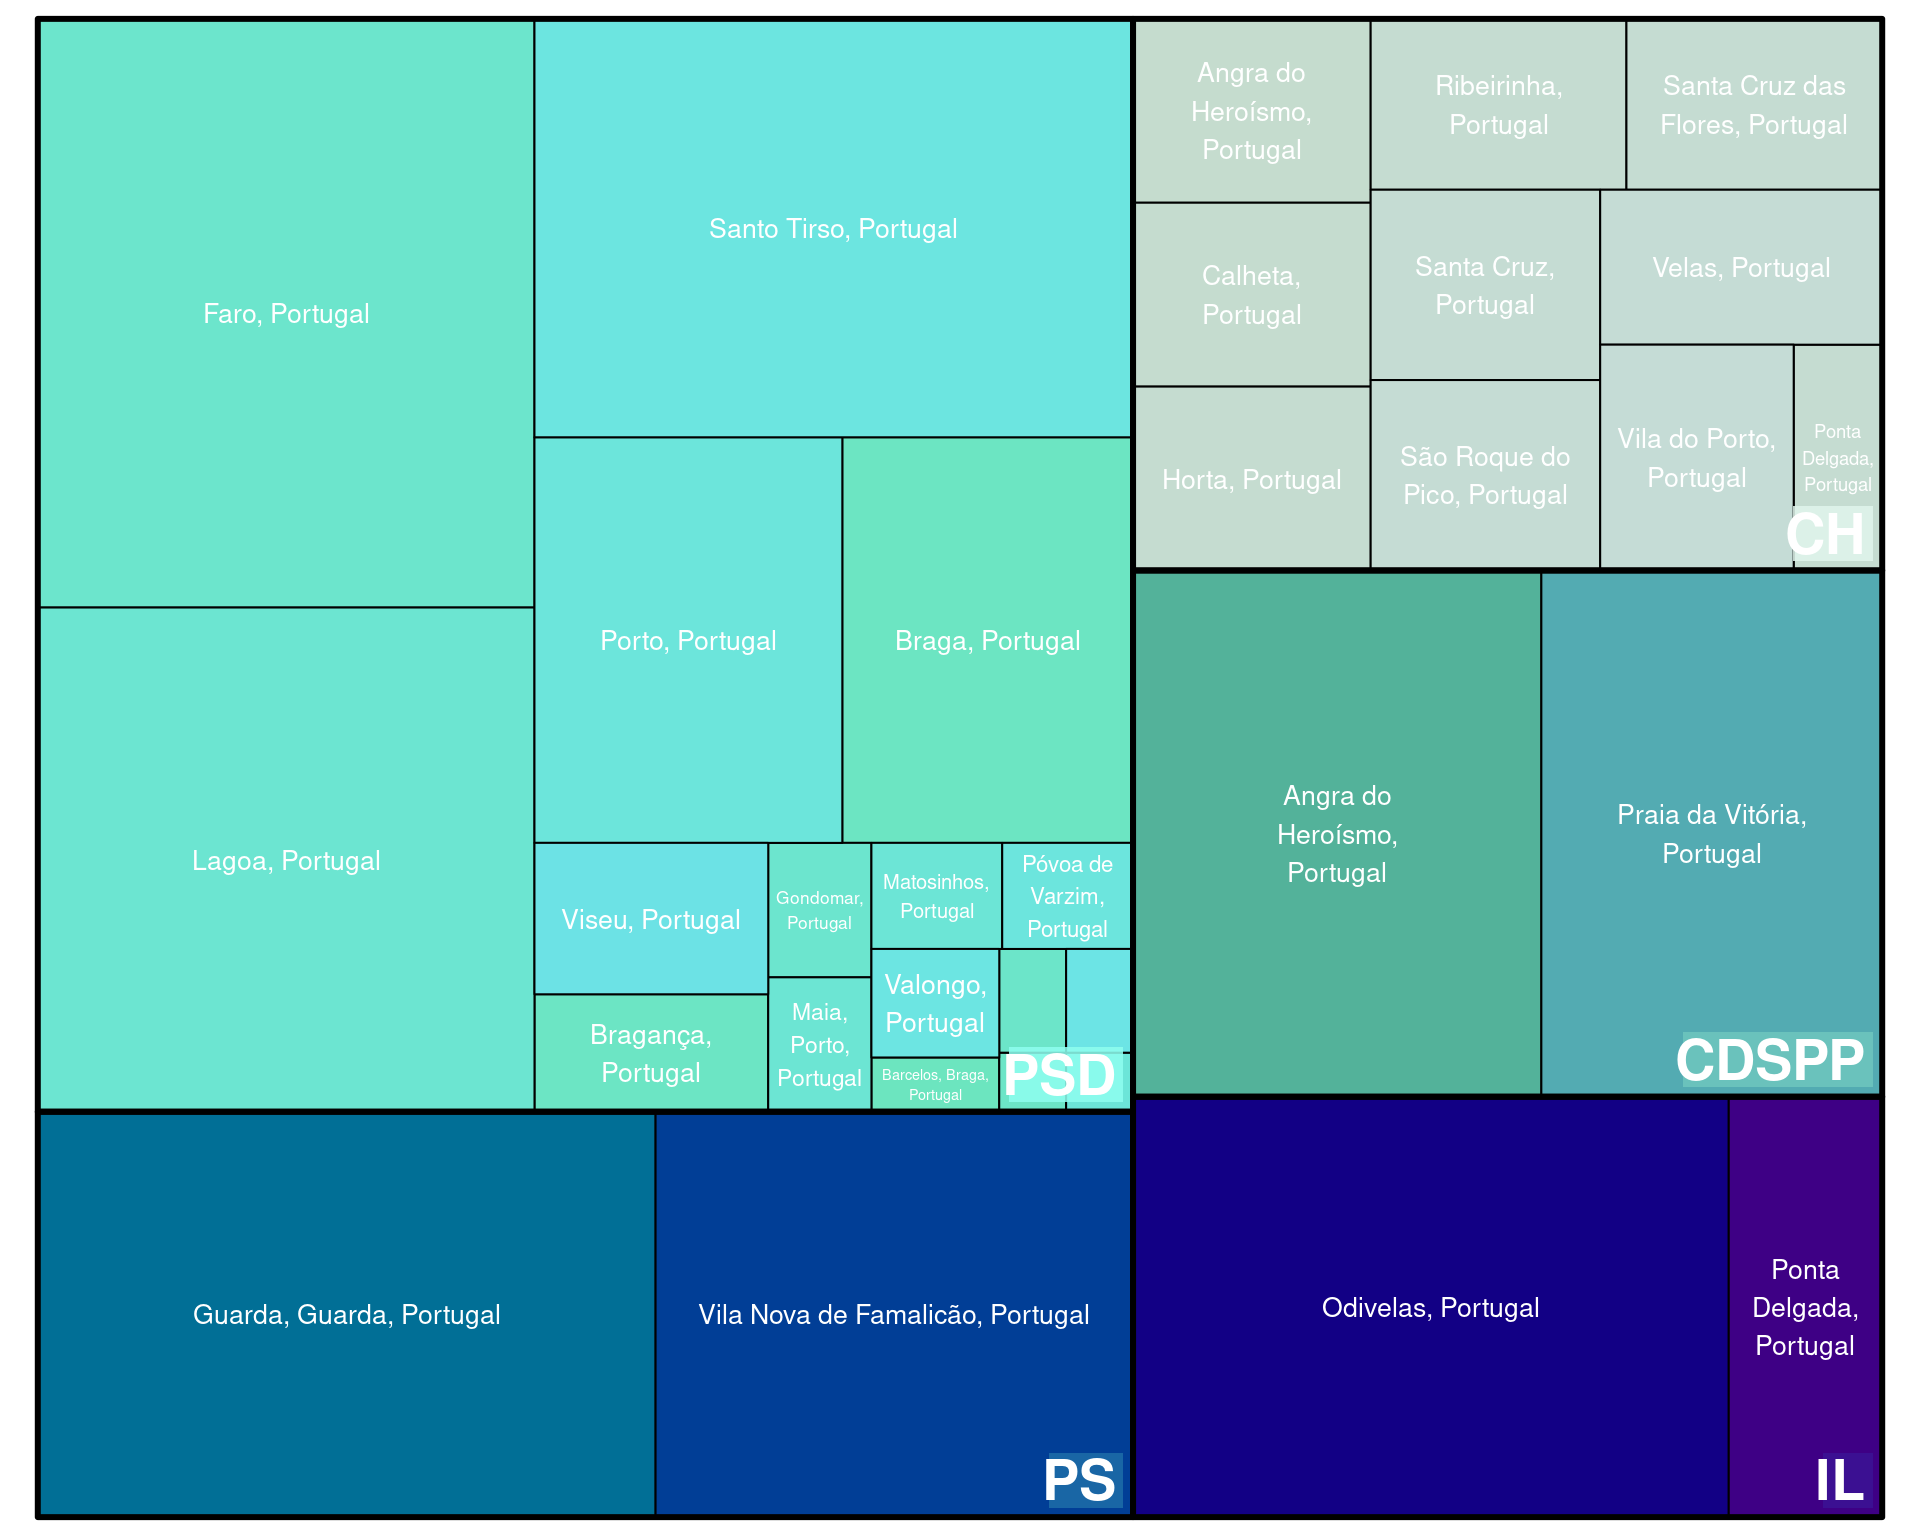 Faro, Portugal
Lagoa, Portugal
Santo Tirso, Portugal
Porto, Portugal
Braga, Portugal
Viseu, Portugal
Bragança,
Portugal
Gondomar,
Portugal
Maia,
Porto,
Portugal
Matosinhos,
Portugal
Póvoa de
Varzim,
Portugal
Valongo,
Portugal
Barcelos, Braga,
Portugal
PSD
Guarda, Guarda, Portugal
Vila Nova de Famalicão, Portugal
PS
Angra do
Heroísmo,
Portugal
Calheta,
Portugal
Horta, Portugal
Ribeirinha,
Portugal
Santa Cruz das
Flores, Portugal
Santa Cruz,
Portugal
São Roque do
Pico, Portugal
Velas, Portugal
Vila do Porto,
Portugal
Ponta
Delgada,
Portugal
CH
Angra do
Heroísmo,
Portugal
Praia da Vitória,
Portugal
CDSPP
Odivelas, Portugal
Ponta
Delgada,
Portugal
IL